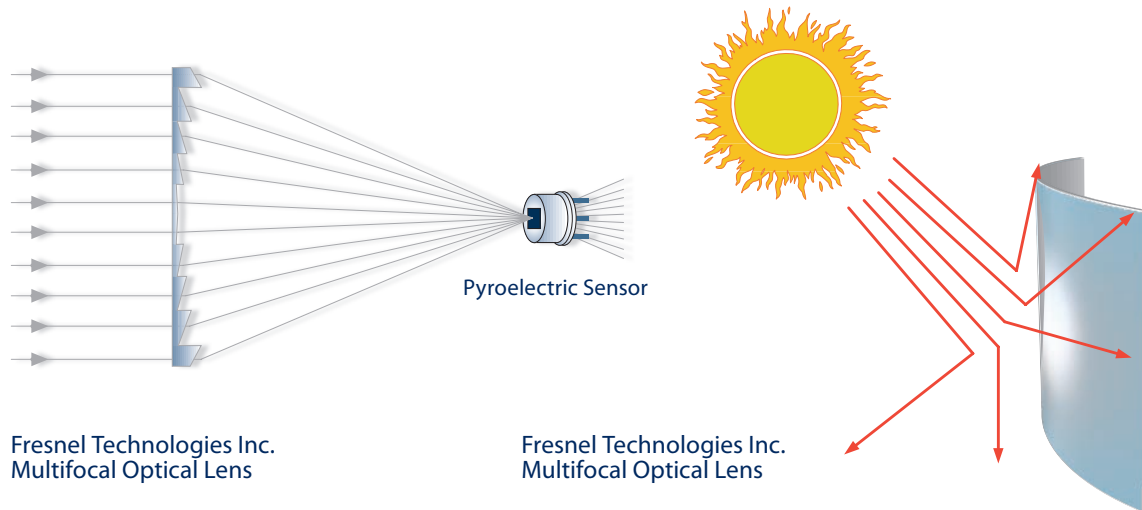 Pyroelectric Sensor
Fresnel Technologies Inc.
Multifocal Optical Lens
Fresnel Technologies Inc.
Multifocal Optical Lens